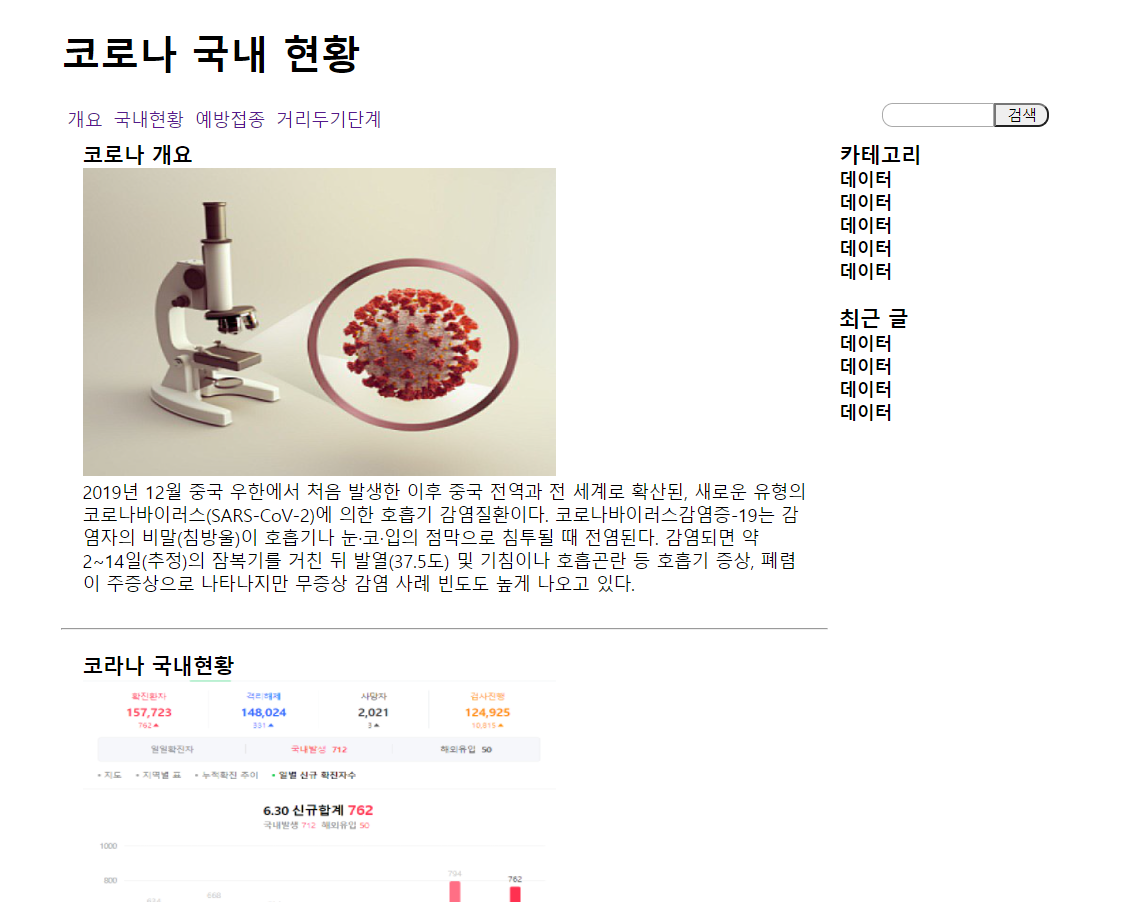 코로나 국내 현황
개요 국내현황 예방접종 거리두기단계
검색
코로나 개요
2019년 12월 중국 우한에서 처음 발생한 이후 중국 전역과 전 세계로 확산된, 새로운 유형의
코로나바이러스(SARS-CoV-2)에 의한 호흡기 감염질환이다. 코로나바이러스감염증-19는 감
염자의 비말(침방울)이 호흡기나 눈·코·입의 점막으로 침투될 때 전염된다. 감염되면 약
2~14일(추정)의 잠복기를 거친 뒤 발열(37.5도) 및 기침이나 호흡곤란 등 호흡기 증상, 폐렴
이 주증상으로 나타나지만 무증상 감염 사례 빈도도 높게 나오고 있다.
카테고리
데이터
데이터
데이터
데이터
데이터
최근 글
데이터
데이터
데이터
데이터
코라나 국내현황
확진환자 격리해제 사망자 검사진행
157,723 148,024 2,021 124,925
762▲ 331▲ 3▲ 10,815▲
일일확진자 국내발생 712 해외유입 50
• 지도 • 지역별 표 • 누적확진 추이 • 일별 신규 확진자수
6.30 신규합계 762
국내발생 712 해외유입 50
1000
800
794 762
668